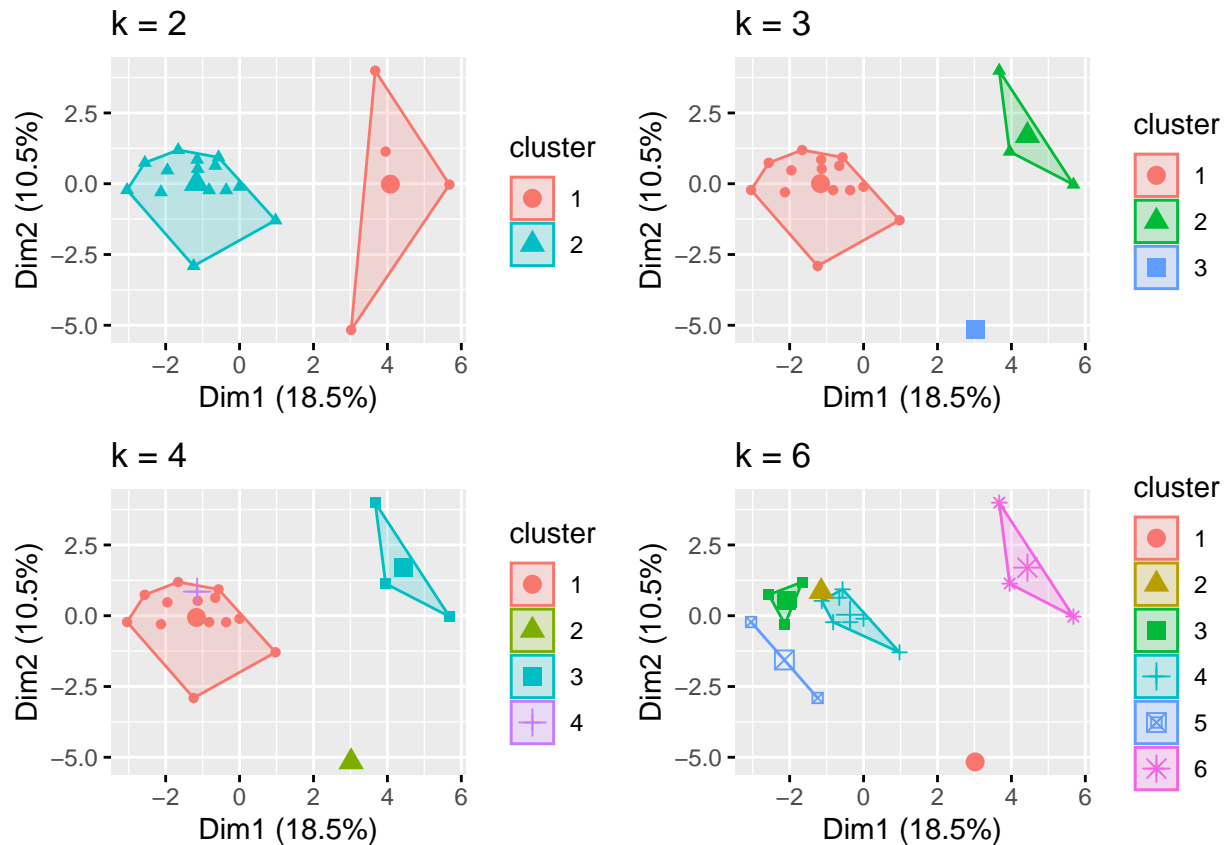 k = 2
2.5
0.0
−2.5
−5.0
Dim2 (10.5%)
−2 0 2 4 6
Dim1 (18.5%)
cluster
1
2
k = 3
2.5
0.0
−2.5
−5.0
Dim2 (10.5%)
−2 0 2 4 6
Dim1 (18.5%)
cluster
1
2
3
k = 4
2.5
0.0
−2.5
−5.0
Dim2 (10.5%)
−2 0 2 4 6
Dim1 (18.5%)
cluster
1
2
3
4
k = 6
2.5
0.0
−2.5
−5.0
Dim2 (10.5%)
−2 0 2 4 6
Dim1 (18.5%)
cluster
1
2
3
4
5
6